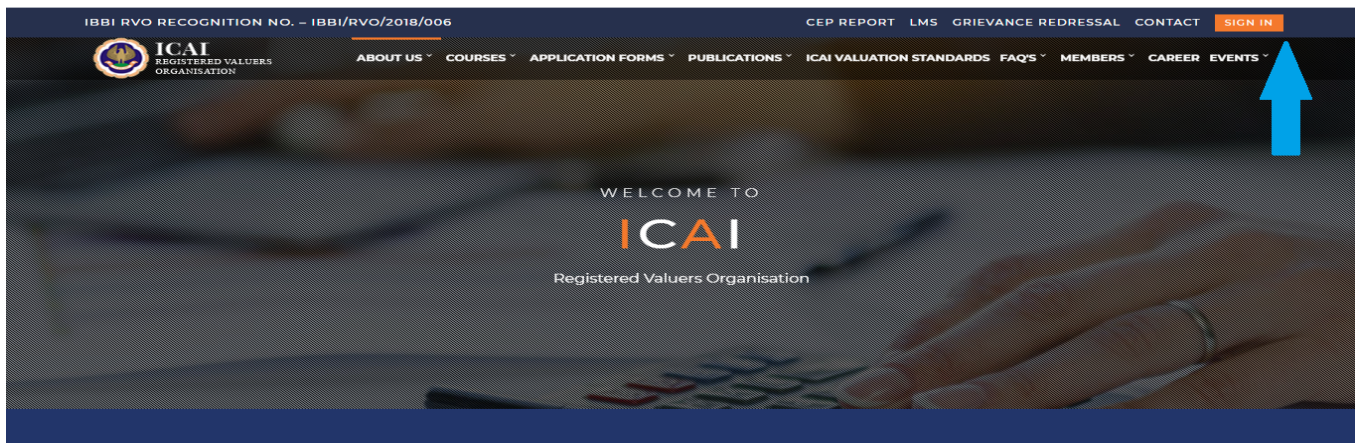 IBBI RVO RECOGNITION NO. – IBBI/RVO/2018/006 CEP REPORT LMS GRIEVANCE REDRESSAL CONTACT SIGN IN
ICAI
REGISTERED VALUERS
ORGANISATION
ABOUT US COURSES APPLICATION FORMS PUBLICATIONS ICAI VALUATION STANDARDS FAQ'S MEMBERS CAREER EVENTS
WELCOME TO
ICAI
Registered Valuers Organisation